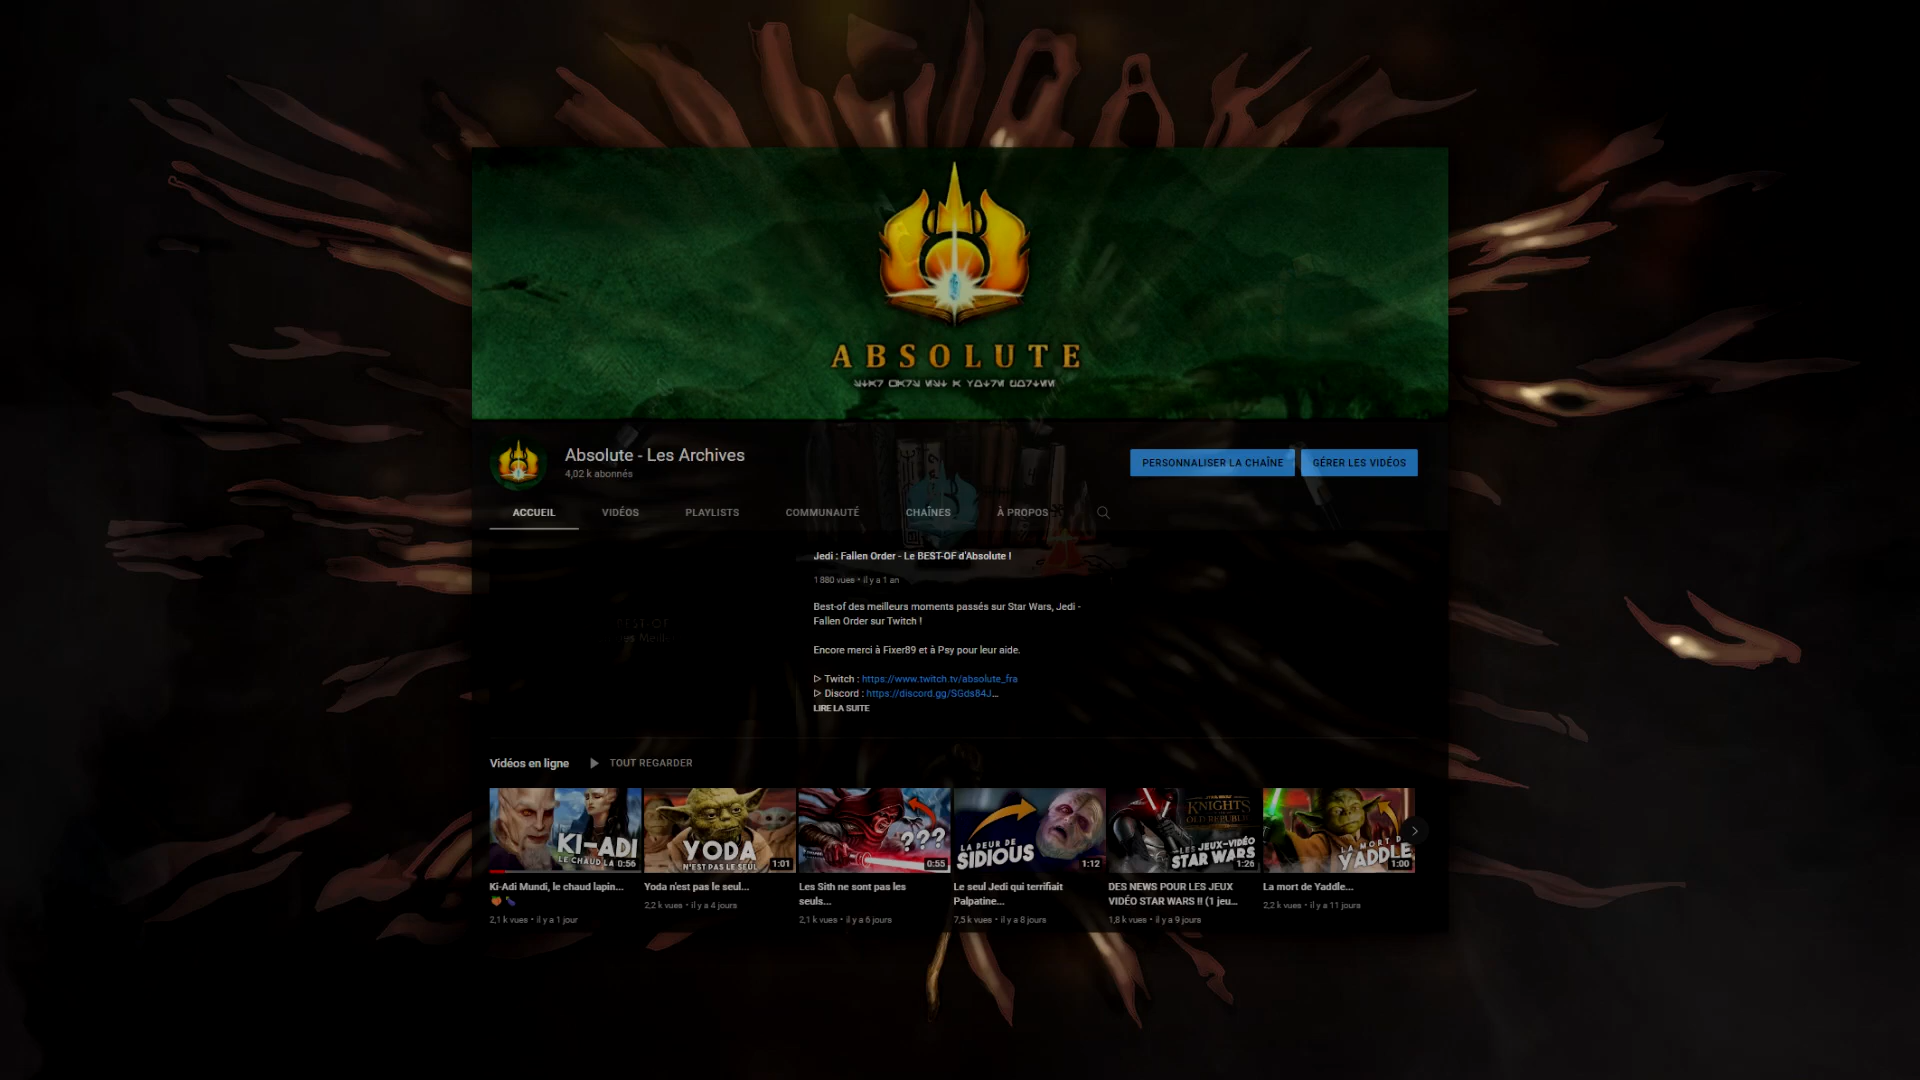 ABSOLUTE
Absolute - Les Archives
4,02 k abonnés
PERSONNALISER LA CHAÎNE
GÉRER LES VIDÉOS
ACCUEIL
VIDÉOS
PLAYLISTS
COMMUNAUTÉ
CHAÎNES
À PROPOS
Jedi : Fallen Order - Le BEST-OF d'Absolute !
1 880 vues • il y a 1 an
Best-of des meilleurs moments passés sur Star Wars, Jedi -
Fallen Order sur Twitch !
Encore merci à Fixer89 et à Psy pour leur aide.
▷ Twitch : https://www.twitch.tv/absolute_fra
▷ Discord : https://discord.gg/SGds84J...
LIRE LA SUITE
BEST-OF
Vidéos en ligne
TOUT REGARDER
KI-ADI
LE CHAUD LA
0:56
YODA
N'EST PAS LE SEUL
1:01
???
0:55
LA PEUR DE
SIDIOUS
1:12
KNIGHTS
OLD REPUBLIC
LES JEUX-VIDÉO
STAR WARS
1:26
LA MORT D
YADDLE
1:00
Ki-Adi Mundi, le chaud lapin...
🍑 🍆
2,1 k vues • il y a 1 jour
Yoda n'est pas le seul...
2,2 k vues • il y a 4 jours
Les Sith ne sont pas les
seuls...
2,1 k vues • il y a 6 jours
Le seul Jedi qui terrifiait
Palpatine...
7,5 k vues • il y a 8 jours
DES NEWS POUR LES JEUX
VIDÉO STAR WARS !! (1 jeu...
1,8 k vues • il y a 9 jours
La mort de Yaddle...
2,2 k vues • il y a 11 jours